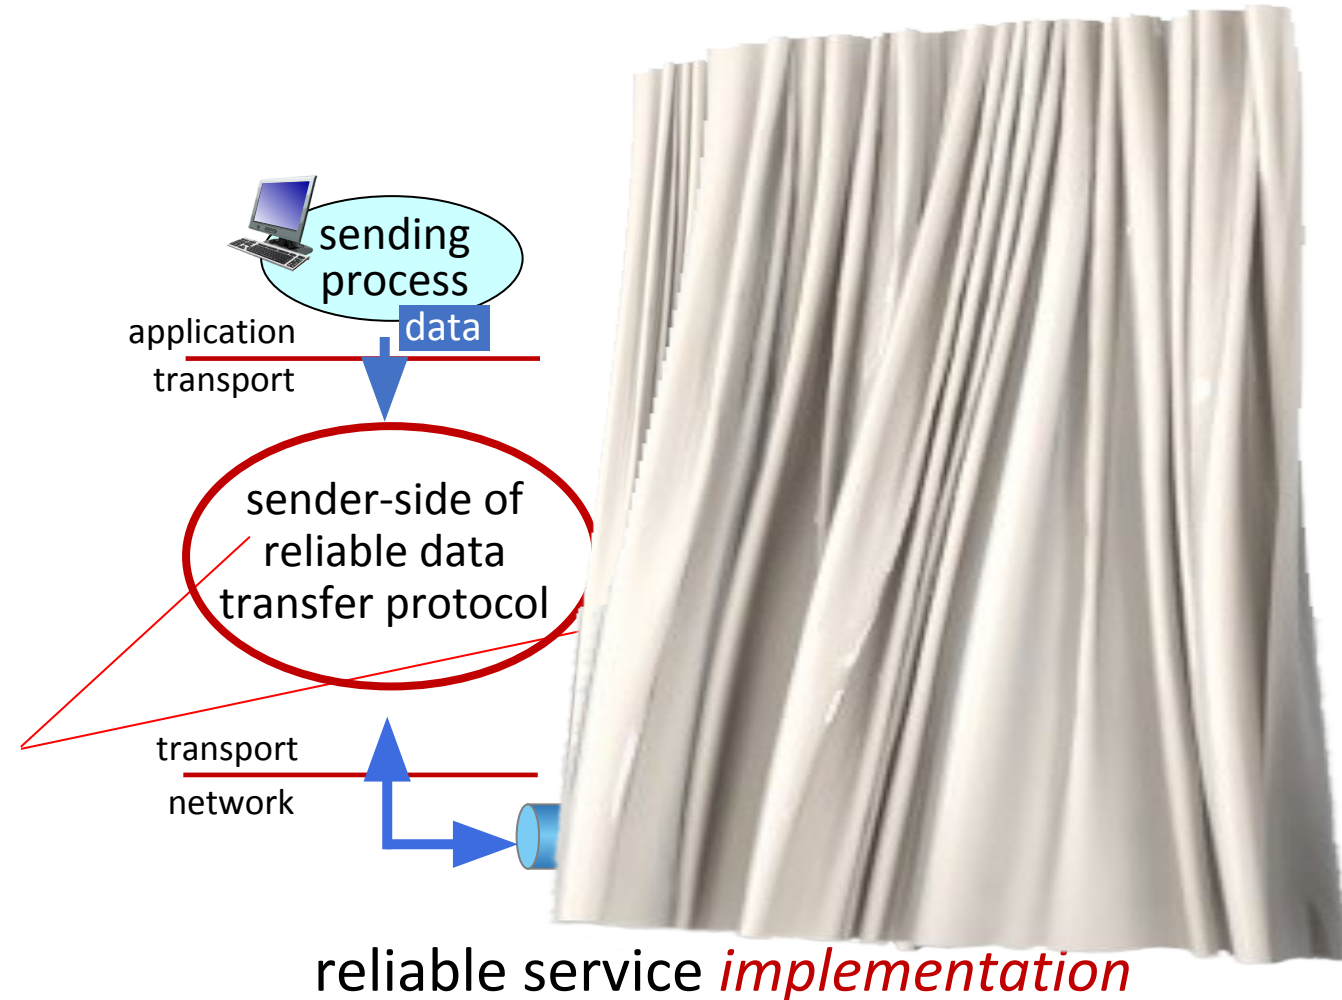 sending
process
data
application
transport
sender-side of
reliable data
transfer protocol
transport
network
reliable service implementation